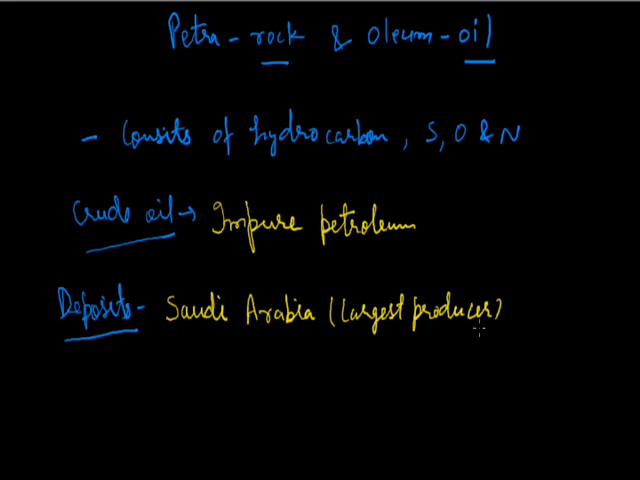 Petra - rock & Oleum - oil
- Consits of hydrocarbon, S, O & N
Crude oil → Impure petroleum
Deposits - Saudi Arabia (Largest producer)